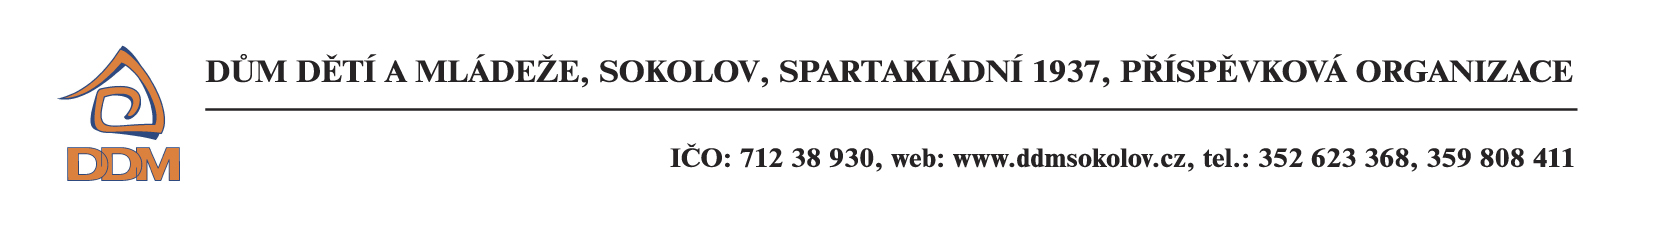 DŮM DĚTÍ A MLÁDEŽE, SOKOLOV, SPARTAKIÁDNÍ 1937, PŘÍSPĚVKOVÁ ORGANIZACE
IČO: 712 38 930, web: www.ddmsokolov.cz, tel.: 352 623 368, 359 808 411
DDM